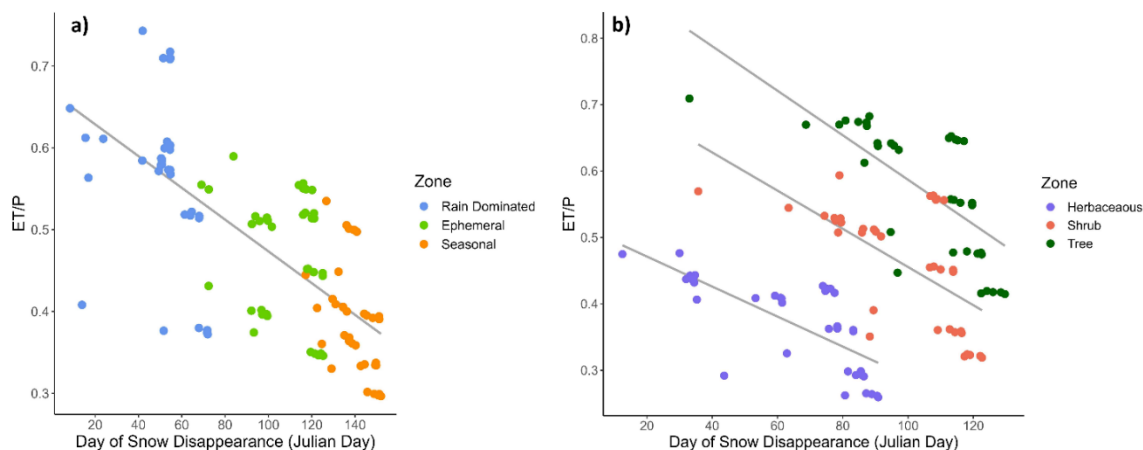 a)
0.7
0.6
0.5
0.4
0.3
ET/P
20 40 60 80 100 120 140
Day of Snow Disappearance (Julian Day)
Zone
Rain Dominated
Ephemeral
Seasonal
b)
0.8
0.7
0.6
0.5
0.4
0.3
ET/P
20 40 60 80 100 120
Day of Snow Disappearance (Julian Day)
Zone
Herbaceaous
Shrub
Tree